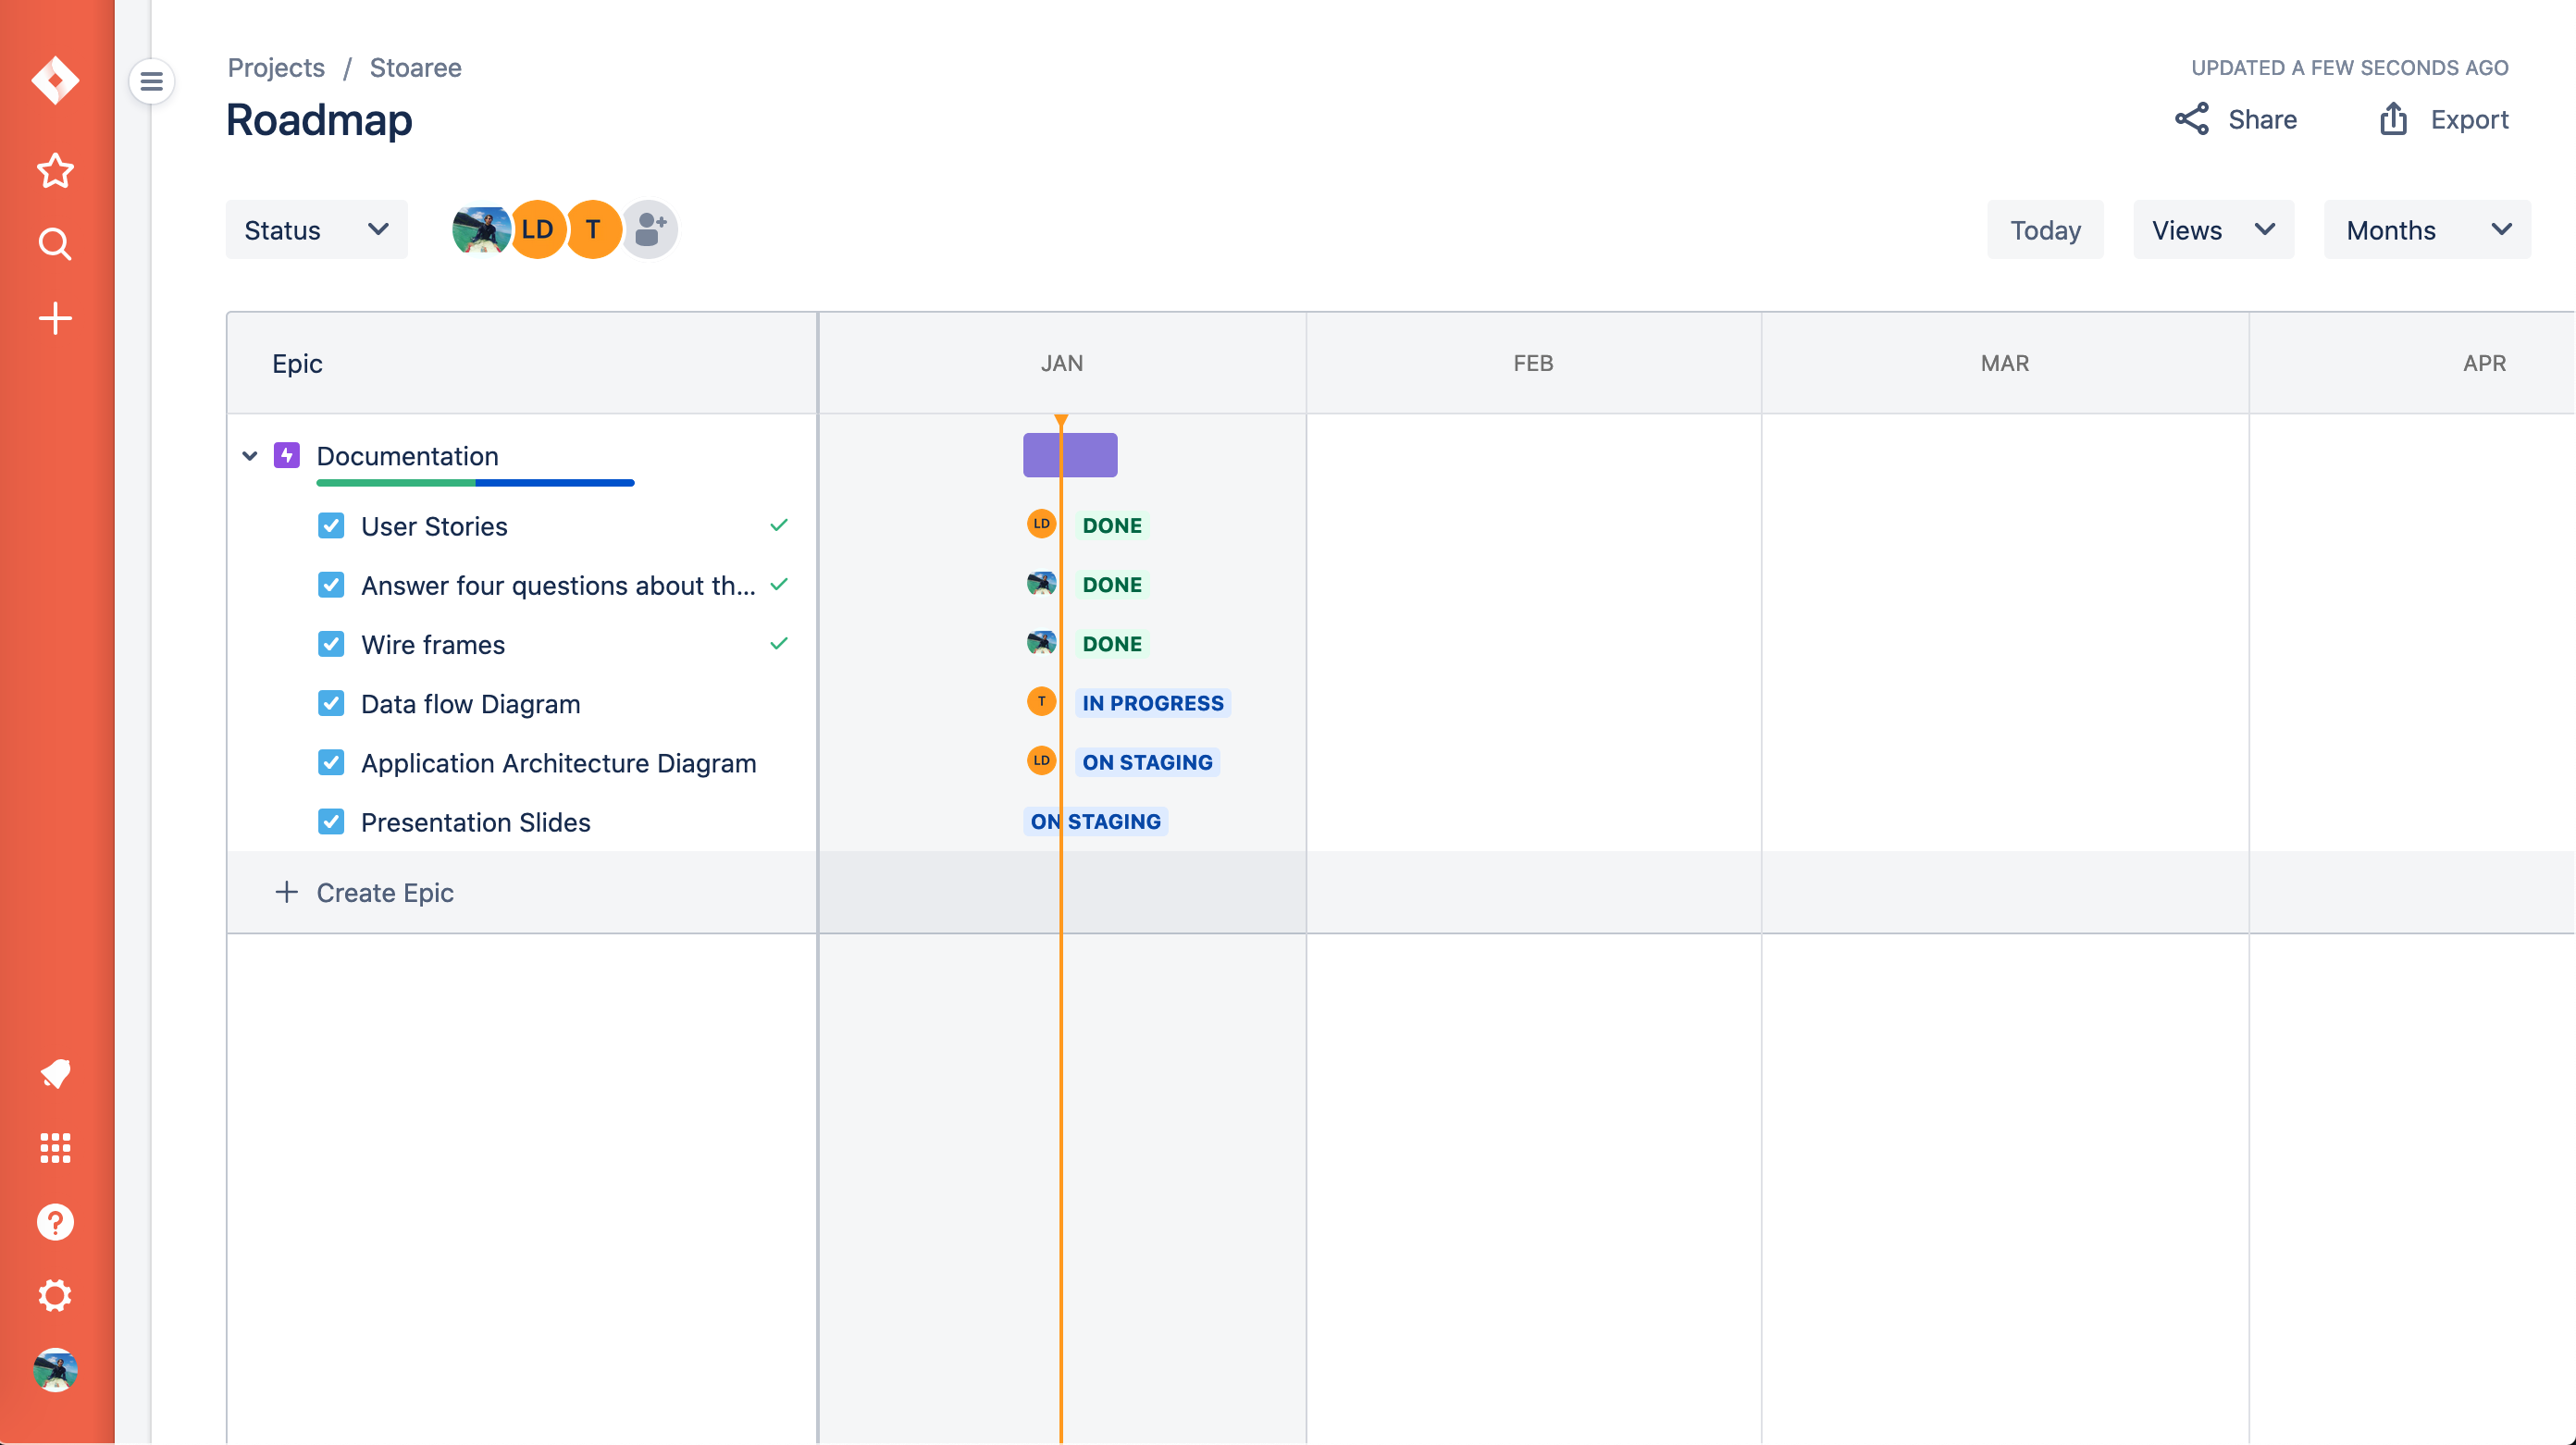 Projects / Stoaree
UPDATED A FEW SECONDS AGO
Roadmap
Share
Export
Status
LD
T
Today
Views
Months
Epic
JAN
FEB
MAR
APR
Documentation
User Stories
LD
DONE
Answer four questions about th...
DONE
Wire frames
DONE
Data flow Diagram
T
IN PROGRESS
Application Architecture Diagram
LD
ON STAGING
Presentation Slides
ON STAGING
+ Create Epic